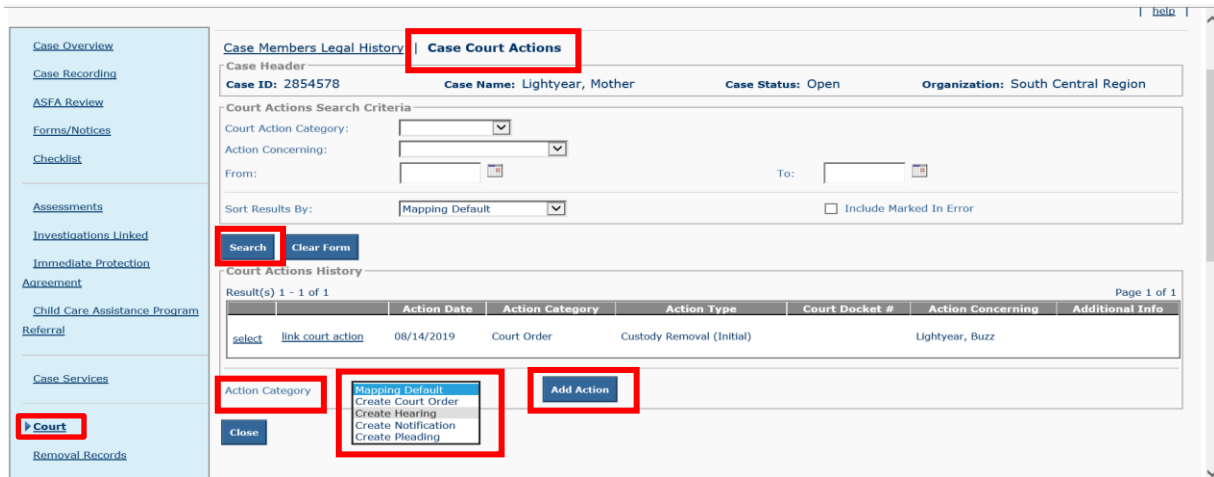 | help |
Case Overview
Case Recording
ASFA Review
Forms/Notices
Checklist
Assessments
Investigations Linked
Immediate Protection
Agreement
Child Care Assistance Program
Referral
Case Services
Court
Removal Records
Case Members Legal History | Case Court Actions
Case Header
Case ID: 2854578 Case Name: Lightyear, Mother Case Status: Open Organization: South Central Region
Court Actions Search Criteria
Court Action Category:
Action Concerning:
From: To:
Sort Results By: Mapping Default Include Marked In Error
Search Clear Form
Court Actions History
Result(s) 1 - 1 of 1 Page 1 of 1
Action Date Action Category Action Type Court Docket # Action Concerning Additional Info
select link court action 08/14/2019 Court Order Custody Removal (Initial) Lightyear, Buzz
Action Category Mapping Default Add Action
Create Court Order
Create Hearing
Create Notification
Create Pleading
Close